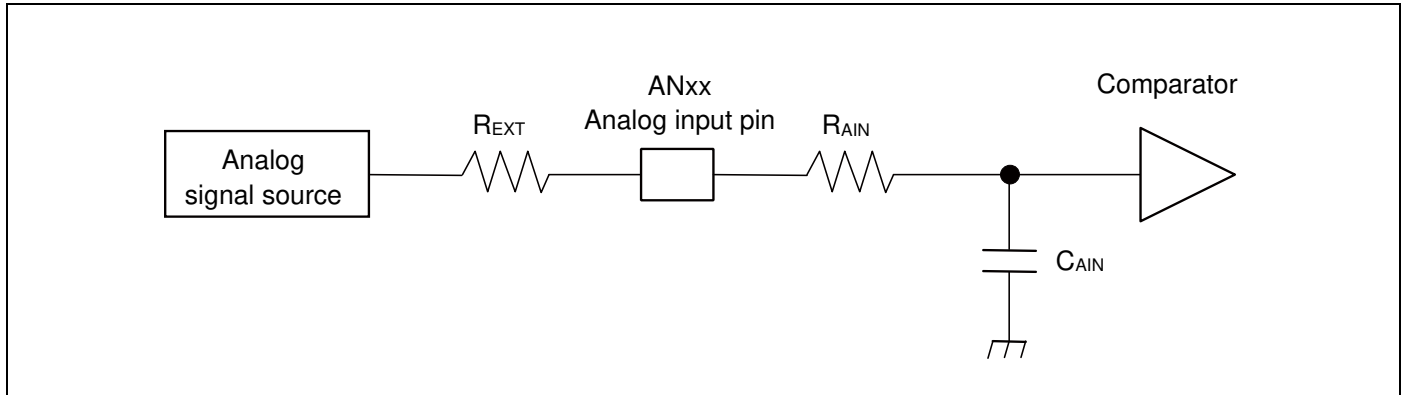 ANxx
Analog input pin
Comparator
REXT
RAIN
Analog
signal source
CAIN